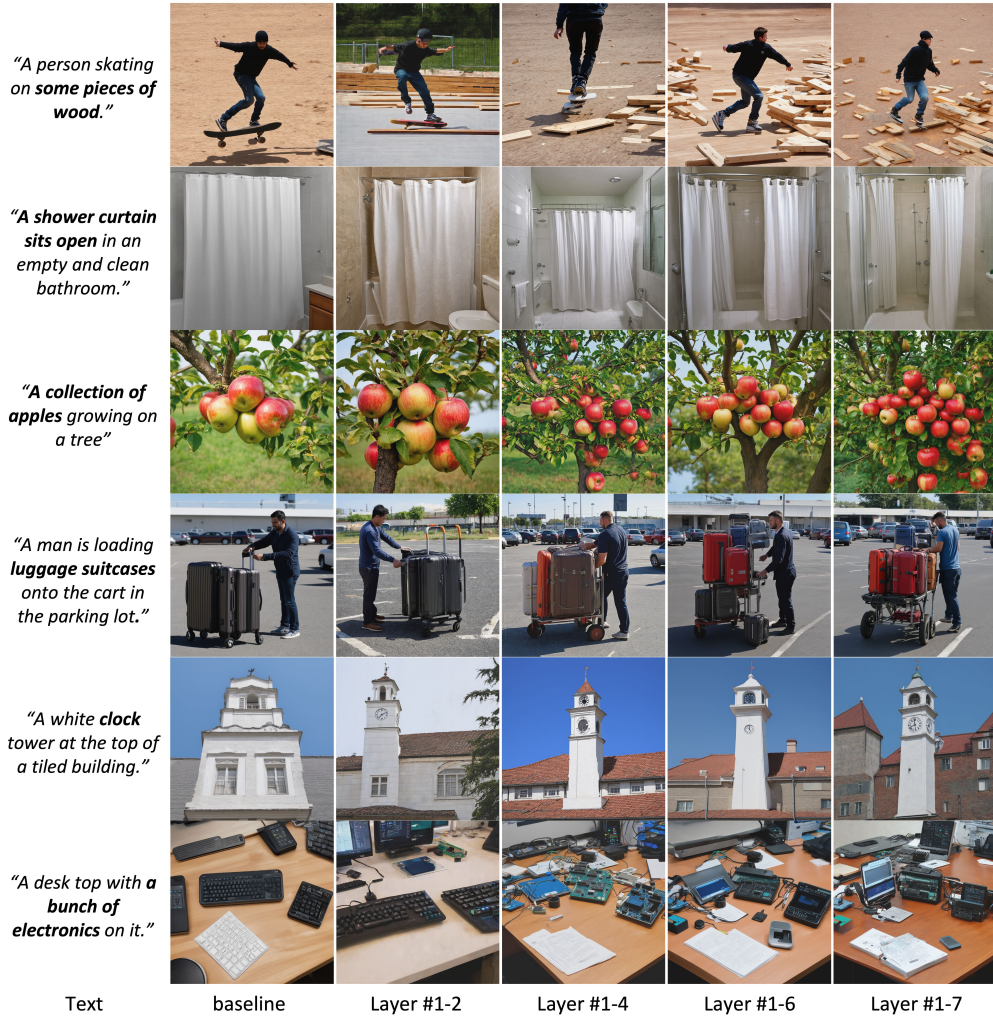 “A person skating
on some pieces of
wood.”
“A shower curtain
sits open in an
empty and clean
bathroom.”
“A collection of
apples growing on
a tree”
“A man is loading
luggage suitcases
onto the cart in
the parking lot.”
“A white clock
tower at the top of
a tiled building.”
“A desk top with a
bunch of
electronics on it.”
Text
baseline
Layer #1-2
Layer #1-4
Layer #1-6
Layer #1-7